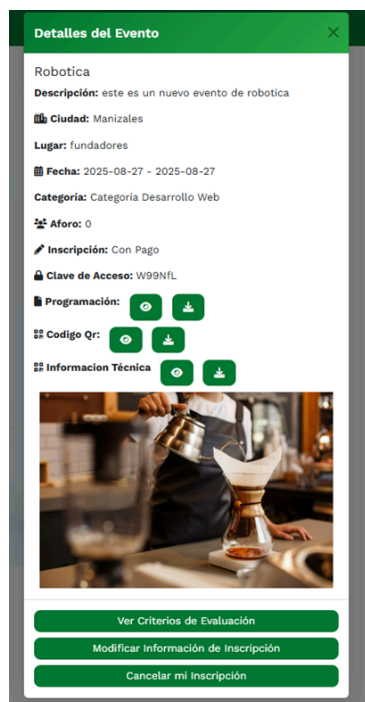 Detalles del Evento
Robotica
Descripción: este es un nuevo evento de robotica
Ciudad: Manizales
Lugar: fundadores
Fecha: 2025-08-27 - 2025-08-27
Categoría: Categoría Desarrollo Web
Aforo: 0
Inscripción: Con Pago
Clave de Acceso: W99NfL
Programación:
Codigo Qr:
Informacion Técnica
Ver Criterios de Evaluación
Modificar Información de Inscripción
Cancelar mi Inscripción